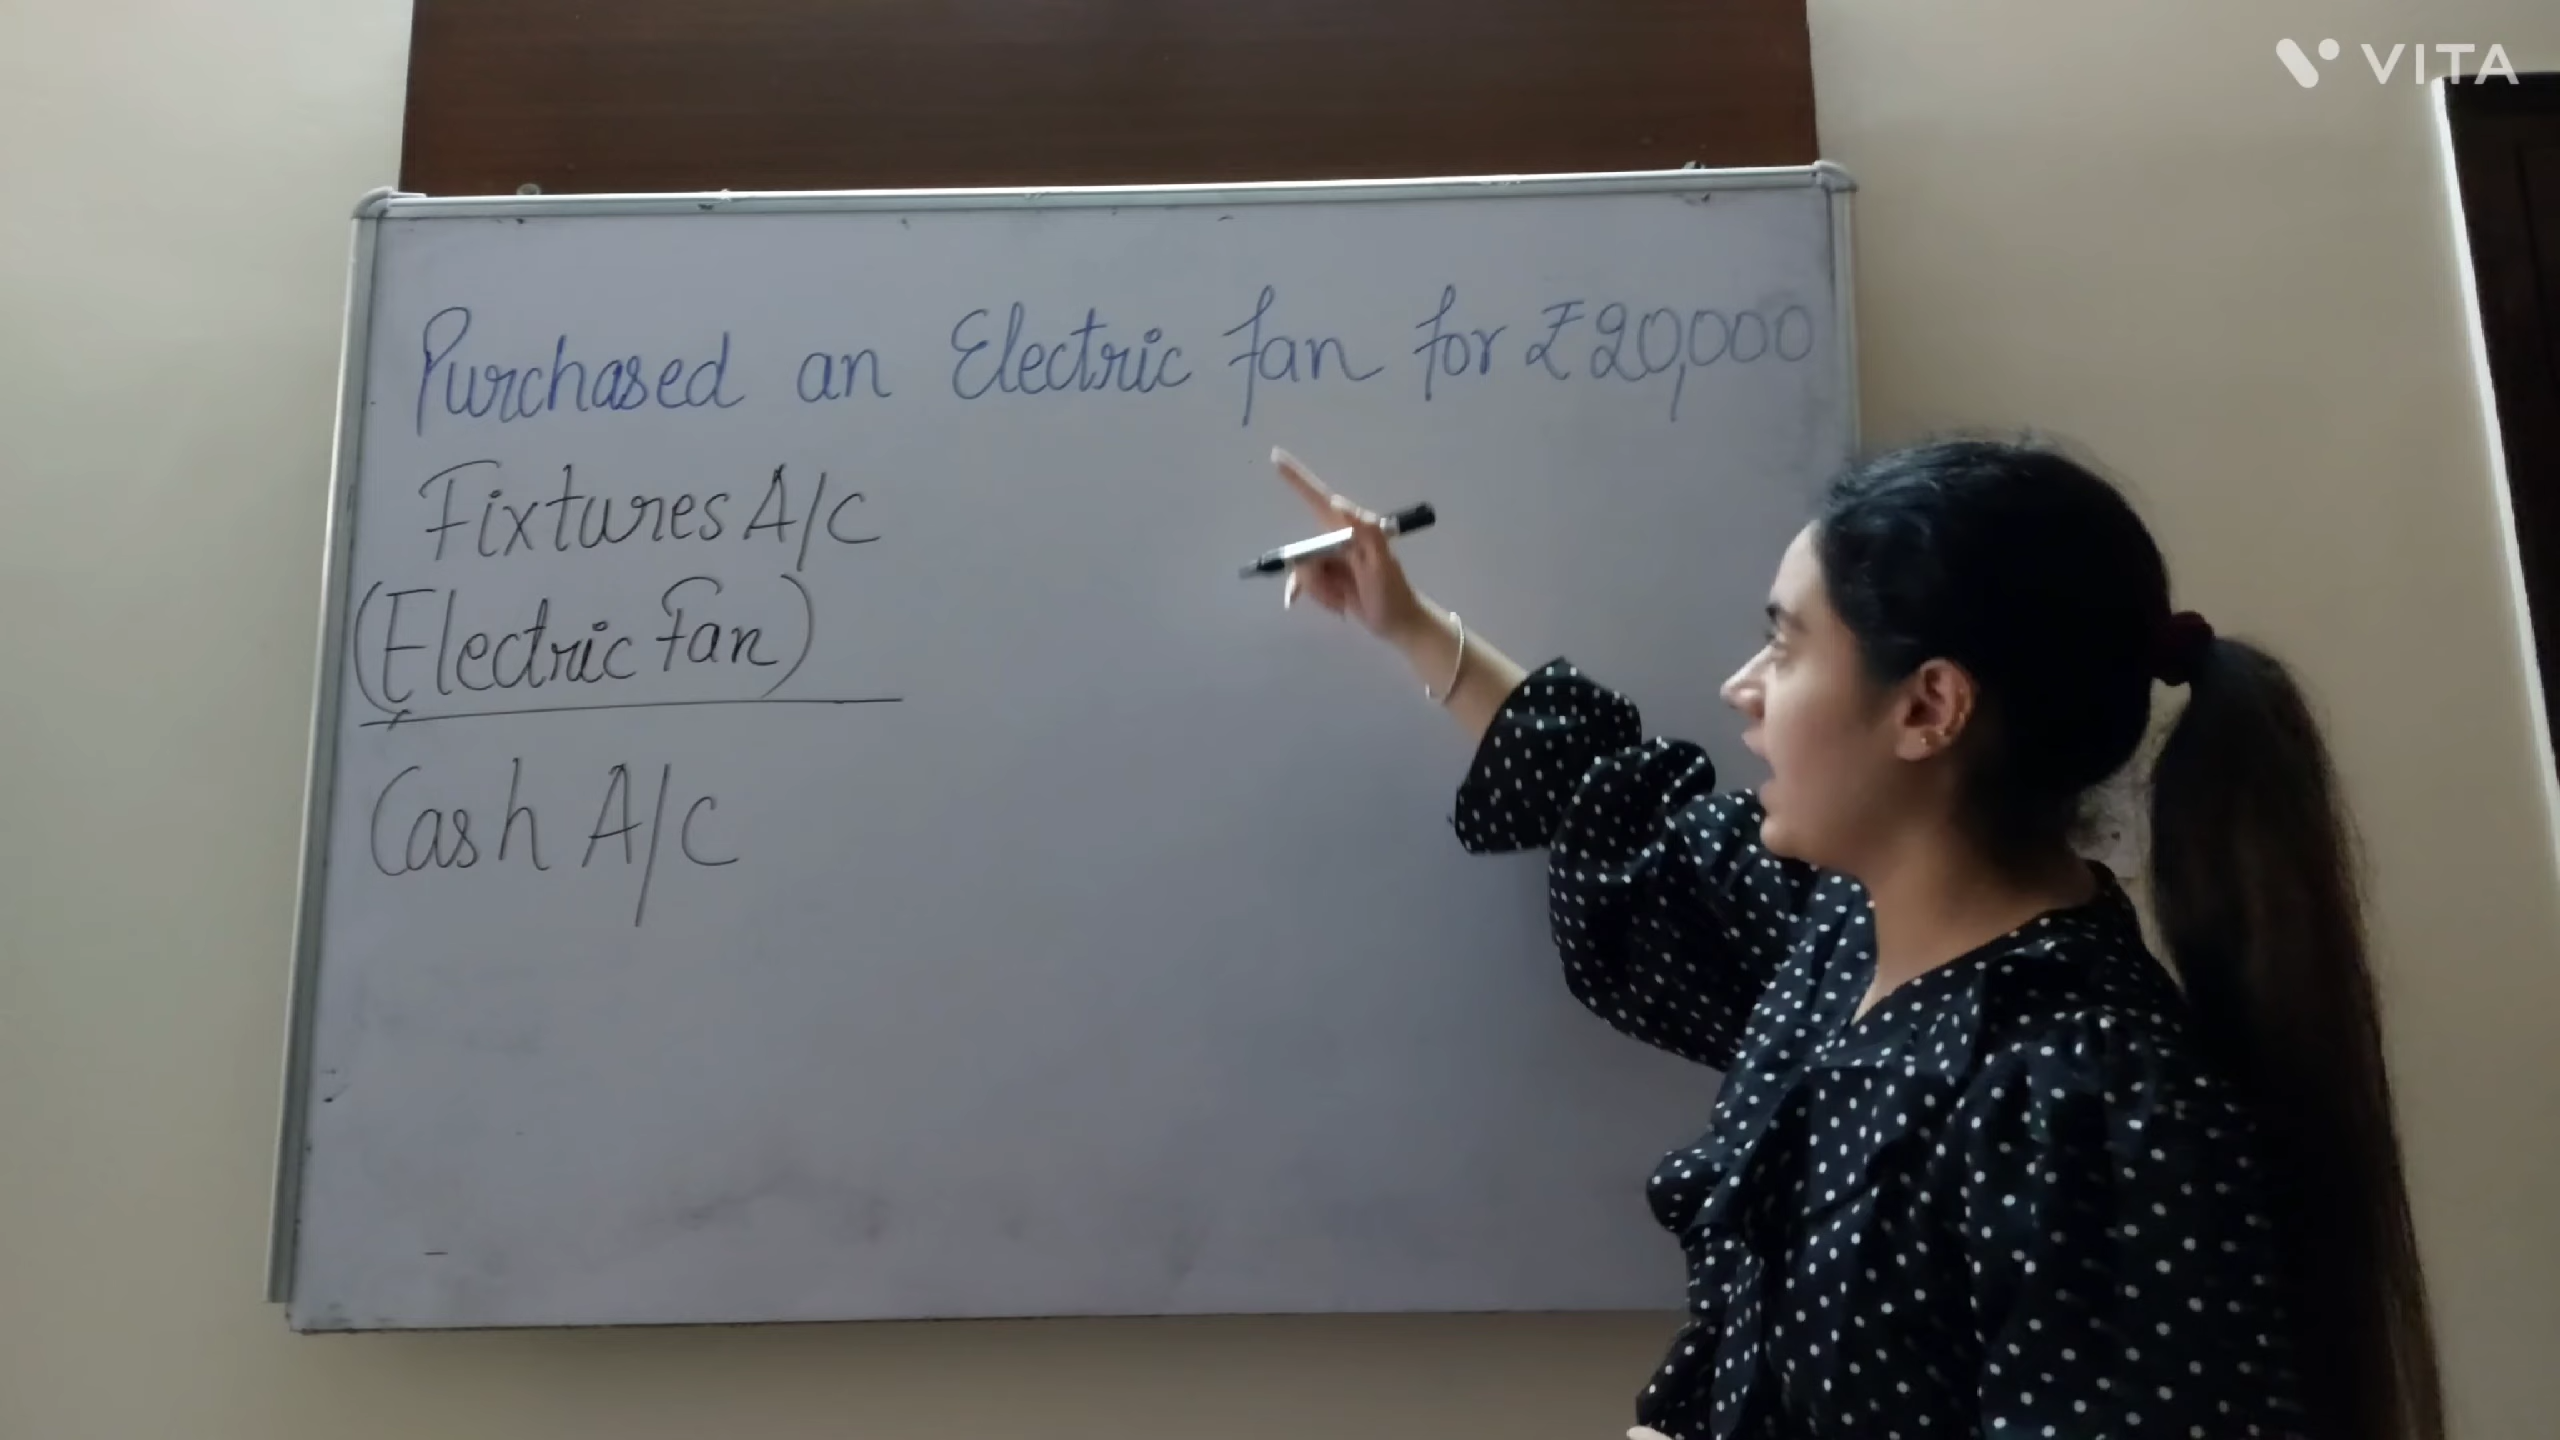 VITA
Purchased an Electric fan for ₹20,000
Fixtures A/C
(Electric Fan)
Cash A/C